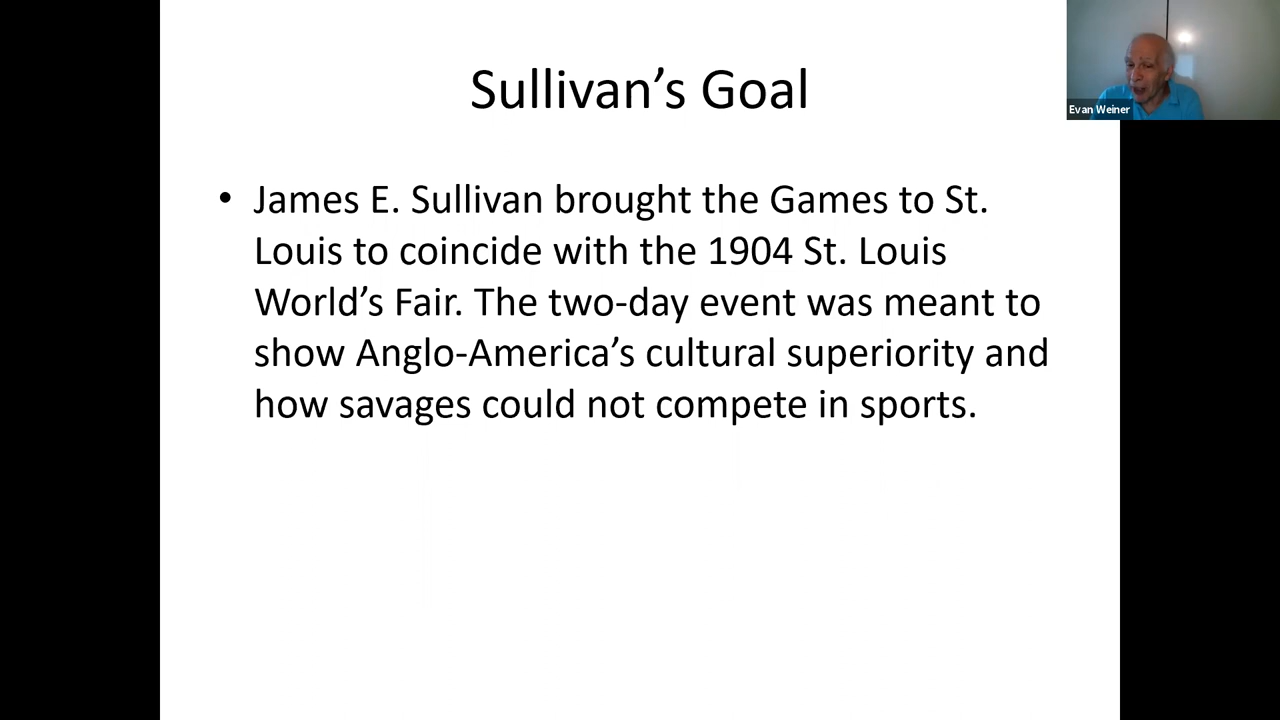 Sullivan’s Goal
Evan Weiner
• James E. Sullivan brought the Games to St.
Louis to coincide with the 1904 St. Louis
World’s Fair. The two-day event was meant to
show Anglo-America’s cultural superiority and
how savages could not compete in sports.